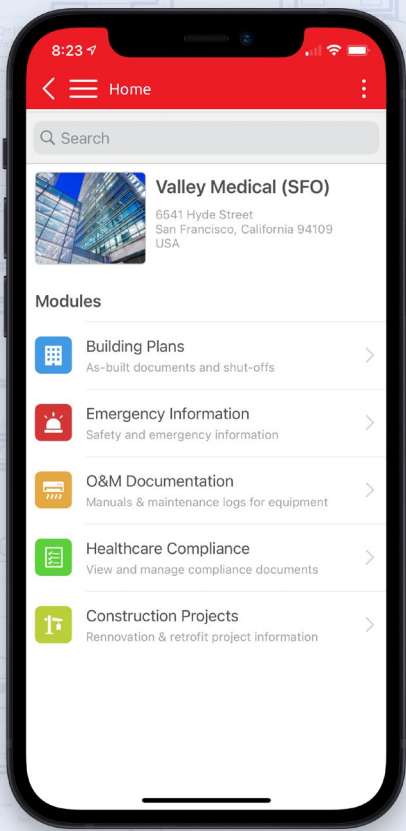 8:23
Home
Search
Valley Medical (SFO)
6541 Hyde Street
San Francisco, California 94109
USA
Modules
Building Plans
As-built documents and shut-offs
Emergency Information
Safety and emergency information
O&M Documentation
Manuals & maintenance logs for equipment
Healthcare Compliance
View and manage compliance documents
Construction Projects
Rennovation & retrofit project information